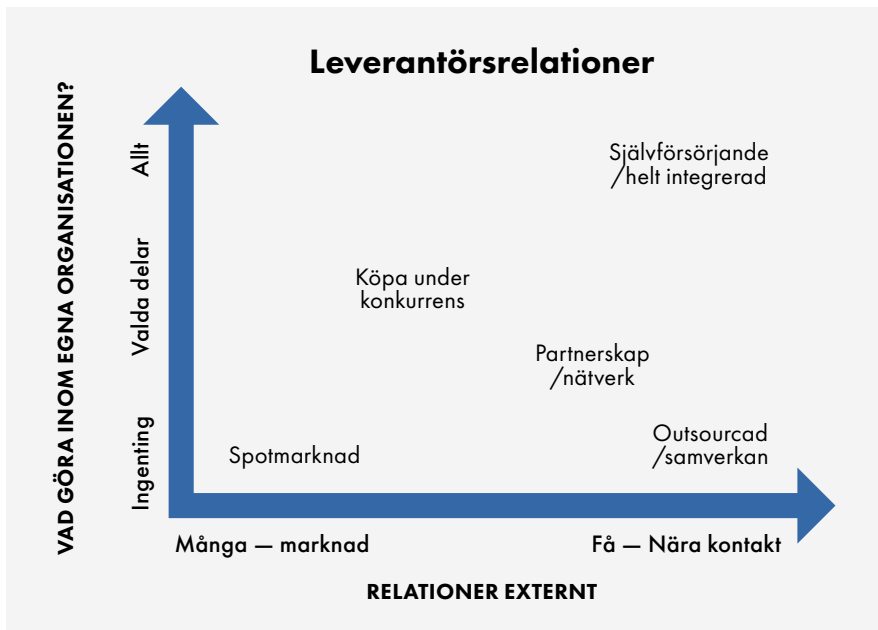 Leverantörsrelationer
VAD GÖRA INOM EGNA ORGANISATIONEN?
Allt
Valda delar
Ingenting
Självförsörjande
/helt integrerad
Köpa under
konkurrens
Partnerskap
/nätverk
Outsourcad
/samverkan
Spotmarknad
Många — marknad
Få — Nära kontakt
RELATIONER EXTERNT